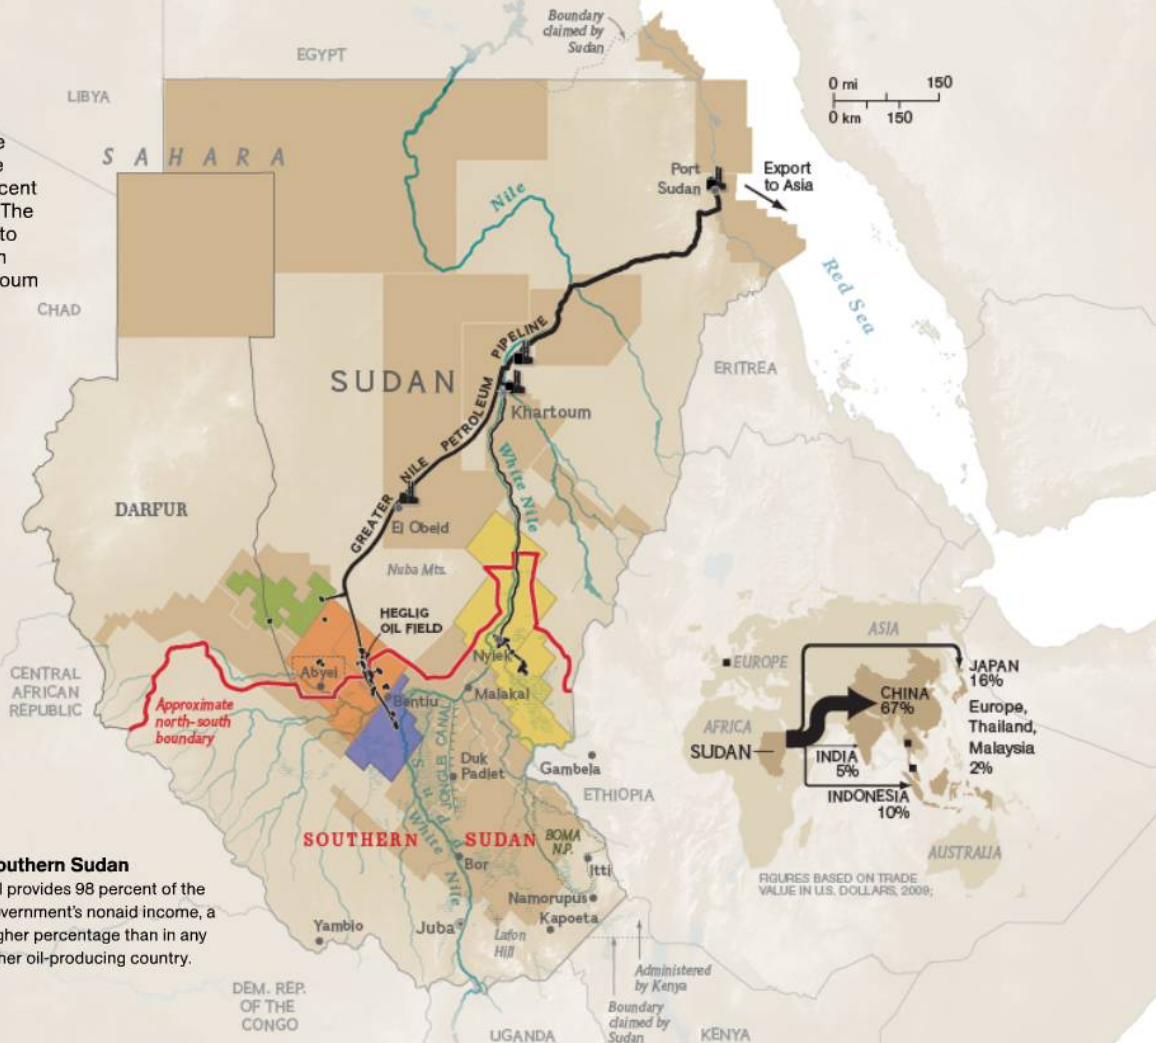 Boundary
claimed by
Sudan
EGYPT
LIBYA
0 mi 150
0 km 150
SAHARA
e
e
cent
The
to
n
oum
Port
Sudan
Export
to Asia
Nile
Red Sea
CHAD
SUDAN
GREATER NILE PETROLEUM PIPELINE
ERITREA
Khartoum
White Nile
DARFUR
El Obeid
Nuba Mts.
HEGLIG
OIL FIELD
Abyei
Nyiek
Malakal
Bentiu
CENTRAL
AFRICAN
REPUBLIC
Approximate
north-south
boundary
JONGLEI CANAL
Sudd
Duk
Padiet
Gambela
ETHIOPIA
ASIA
EUROPE
JAPAN
16%
CHINA
67%
Europe,
Thailand,
Malaysia
2%
AFRICA
SUDAN
INDIA
5%
INDONESIA
10%
AUSTRALIA
FIGURES BASED ON TRADE
VALUE IN U.S. DOLLARS, 2009;
SOUTHERN SUDAN
White Nile
BOMA
N.P.
Bor
Itti
Namorupus
Kapoeta
Yambio
Juba
Lafon
Hill
outhern Sudan
l provides 98 percent of the
vernment's nonaid income, a
gher percentage than in any
her oil-producing country.
Administered
by Kenya
Boundary
claimed by
Sudan
DEM. REP.
OF THE
CONGO
UGANDA
KENYA